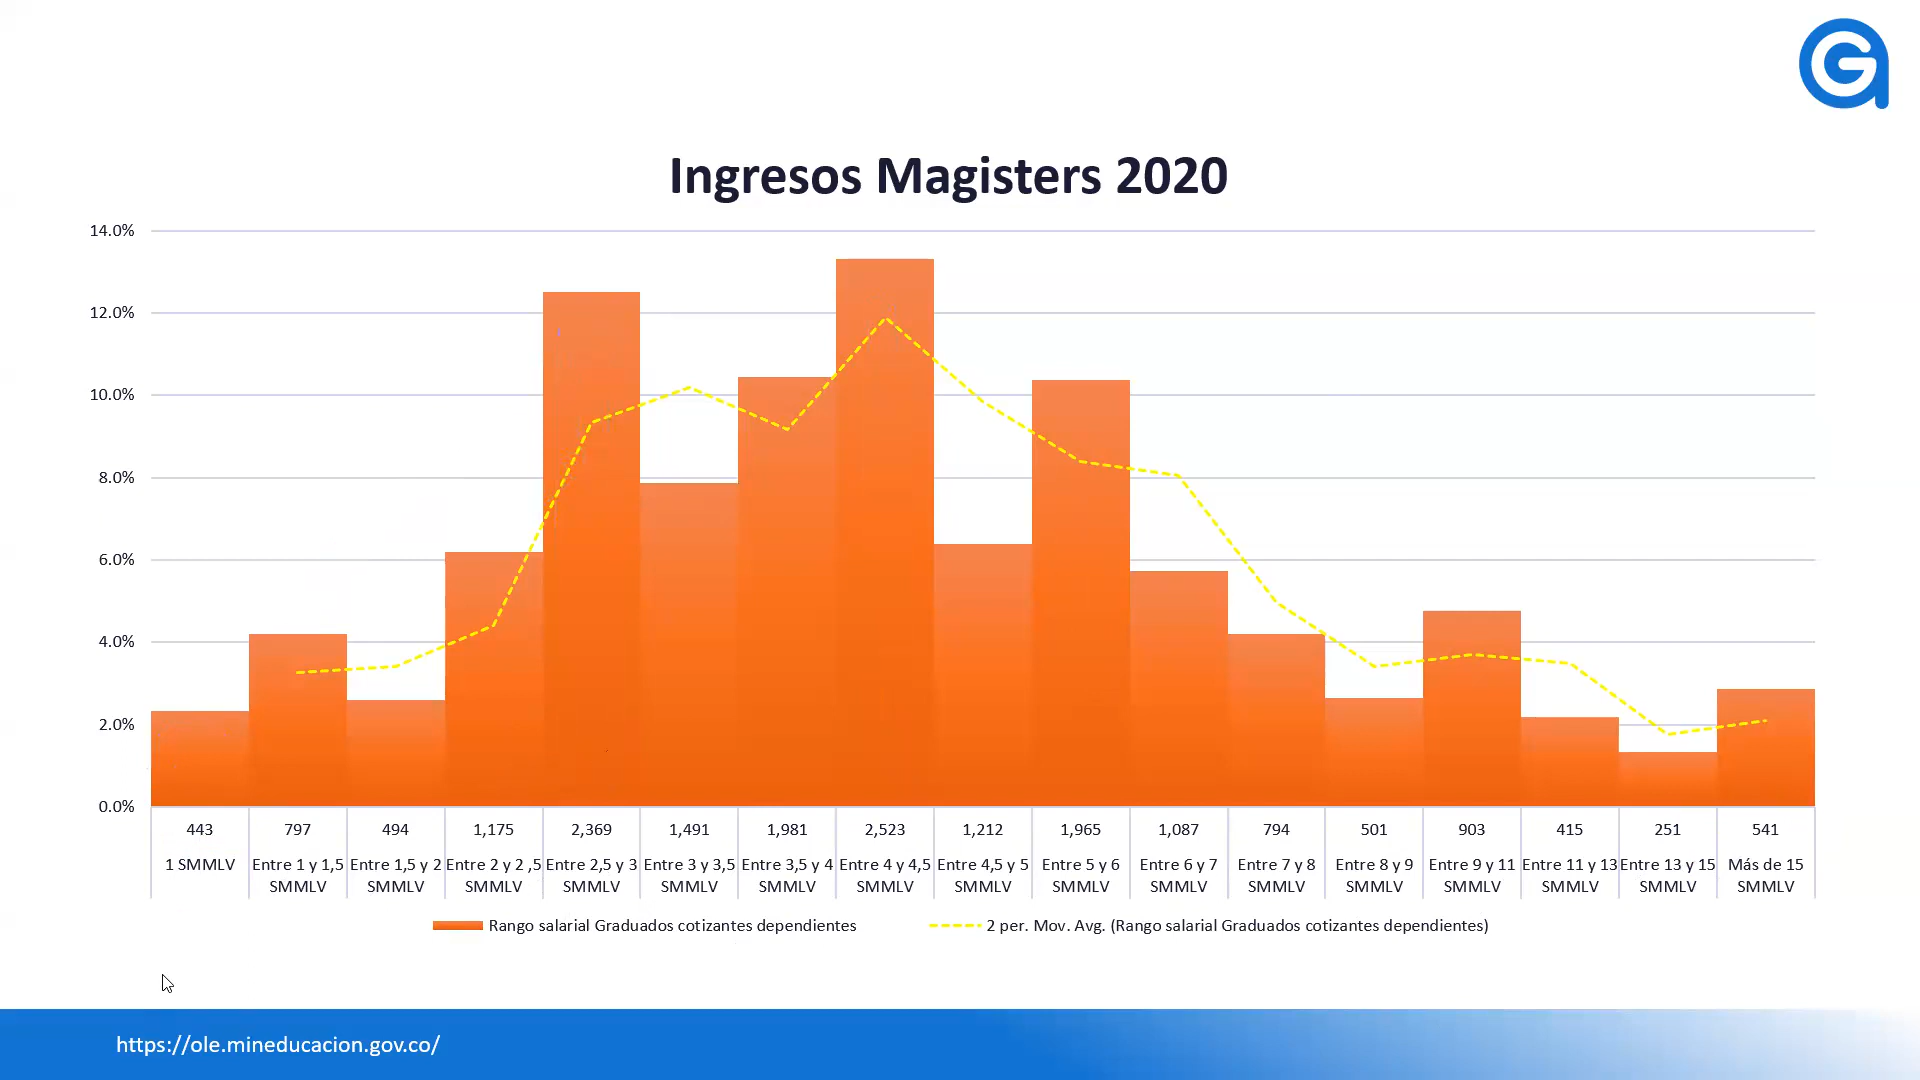 Ingresos Magisters 2020
14.0%
12.0%
10.0%
8.0%
6.0%
4.0%
2.0%
0.0%
443 797 494 1,175 2,369 1,491 1,981 2,523 1,212 1,965 1,087 794 501 903 415 251 541
1 SMMLV Entre 1 y 1,5 Entre 1,5 y 2 Entre 2 y 2 ,5 Entre 2,5 y 3 Entre 3 y 3,5 Entre 3,5 y 4 Entre 4 y 4,5 Entre 4,5 y 5 Entre 5 y 6 Entre 6 y 7 Entre 7 y 8 Entre 8 y 9 Entre 9 y 11 Entre 11 y 13 Entre 13 y 15 Más de 15
SMMLV SMMLV SMMLV SMMLV SMMLV SMMLV SMMLV SMMLV SMMLV SMMLV SMMLV SMMLV SMMLV SMMLV SMMLV SMMLV
Rango salarial Graduados cotizantes dependientes 2 per. Mov. Avg. (Rango salarial Graduados cotizantes dependientes)
https://ole.mineducacion.gov.co/